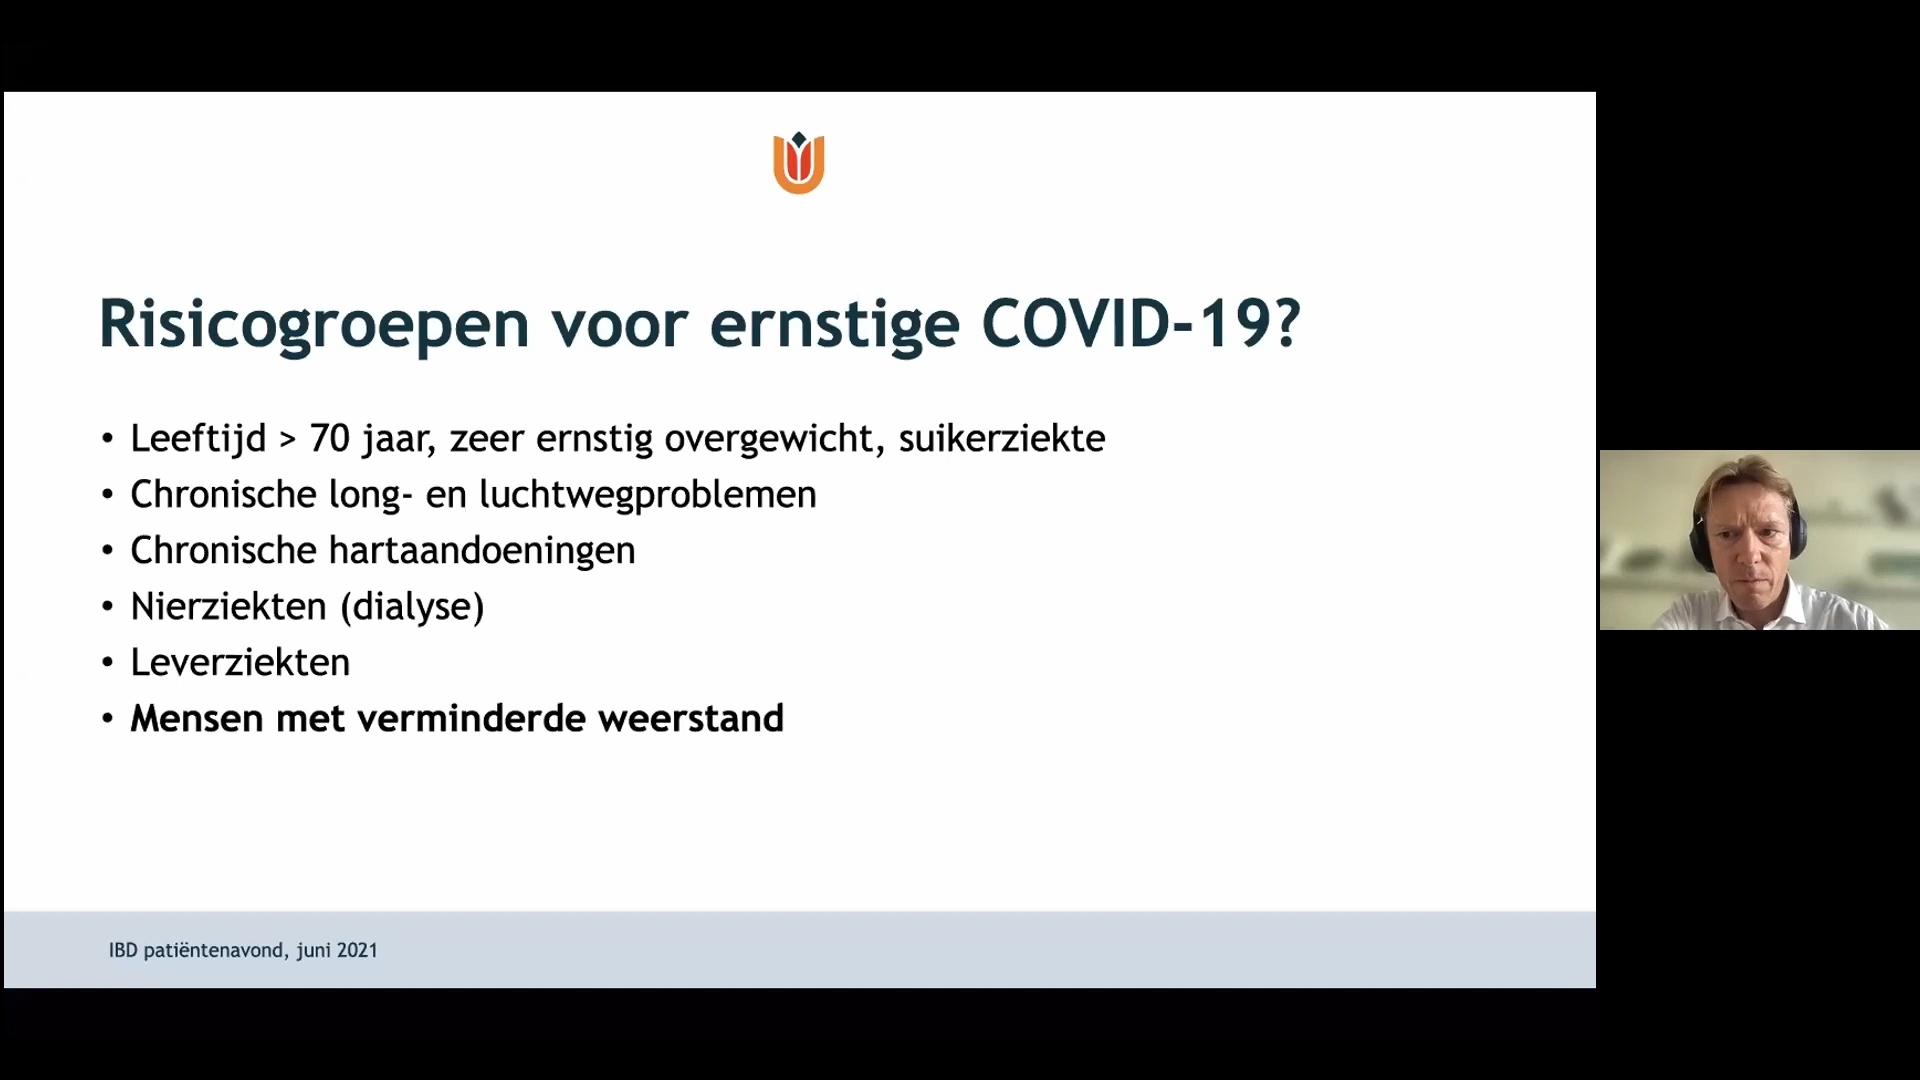 Risicogroepen voor ernstige COVID-19?
• Leeftijd > 70 jaar, zeer ernstig overgewicht, suikerziekte
• Chronische long- en luchtwegproblemen
• Chronische hartaandoeningen
• Nierziekten (dialyse)
• Leverziekten
• Mensen met verminderde weerstand
IBD patiëntenavond, juni 2021